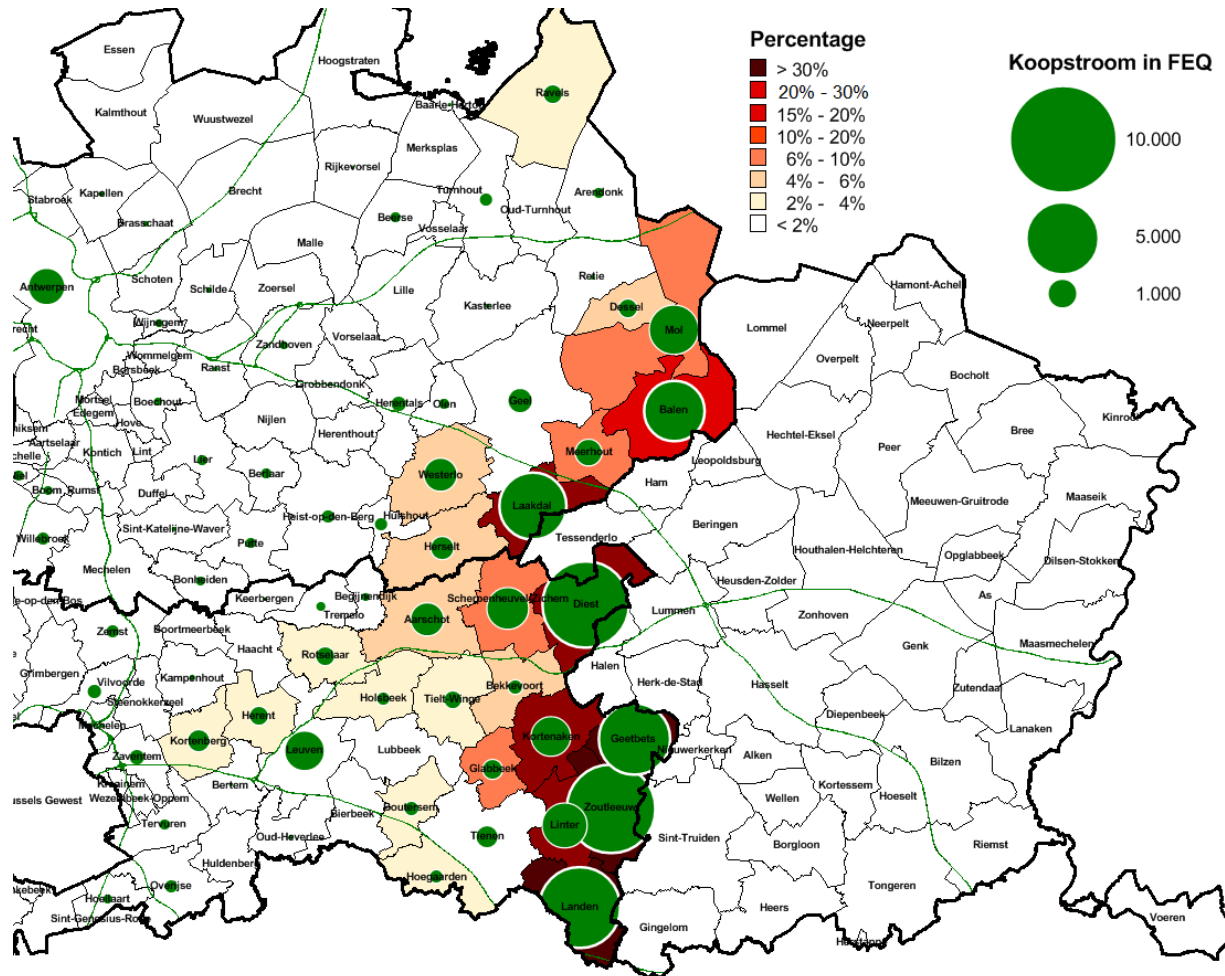 Essen
Hoogstraten
Kalmthout
Wuustwezel
Baarle-Hertog
Ravels
Merksplas
Rijkevorsel
Kapellen
Brecht
Turnhout
Arendonk
Stabroek
Brasschaat
Beerse
Oud-Turnhout
Vosselaar
Malle
Schoten
Antwerpen
Schilde
Zoersel
Lille
Retie
Kasterlee
Dessel
Wijnegem
Vorselaar
Mol
Wommelgem
Zandhoven
Borsbeek
Ranst
Grobbendonk
Mortsel
Edegem
Boechout
Herentals
Olen
Geel
Balen
Hove
Nijlen
Aartselaar
Kontich
Lint
Herenthout
Lier
Berlaar
Meerhout
Westerlo
Boom
Rumst
Duffel
Laakdal
Heist-op-den-Berg
Hulshout
Sint-Katelijne-Waver
Willebroek
Putte
Herselt
Mechelen
Bonheiden
Keerbergen
Begijnendijk
Tremelo
Scherpenheuvel-Zichem
Diest
Aarschot
Zemst
Boortmeerbeek
Haacht
Rotselaar
Grimbergen
Vilvoorde
Kampenhout
Steenokkerzeel
Holsbeek
Tielt-Winge
Bekkevoort
Machelen
Herent
Kortenberg
Leuven
Lubbeek
Kortenaken
Geetbets
Zaventem
Glabbeek
Kraainem
Wezembeek-Oppem
Bertem
Bierbeek
Boutersem
Zoutleeuw
Linter
Tervuren
Oud-Heverlee
Tienen
Huldenberg
Hoegaarden
Overijse
Hoeilaart
Landen
Sint-Genesius-Rode
Percentage
> 30%
20% - 30%
15% - 20%
10% - 20%
6% - 10%
4% - 6%
2% - 4%
< 2%
Koopstroom in FEQ
10.000
5.000
1.000
Hamont-Achel
Lommel
Neerpelt
Overpelt
Bocholt
Kinrooi
Hechtel-Eksel
Peer
Bree
Leopoldsburg
Ham
Meeuwen-Gruitrode
Maaseik
Beringen
Tessenderlo
Houthalen-Helchteren
Opglabbeek
Dilsen-Stokken
Heusden-Zolder
As
Lummen
Zonhoven
Genk
Maasmechelen
Halen
Herk-de-Stad
Hasselt
Zutendaal
Diepenbeek
Lanaken
Nieuwerkerken
Alken
Bilzen
Kortessem
Wellen
Hoeselt
Sint-Truiden
Borgloon
Riemst
Tongeren
Heers
Gingelom
Voeren